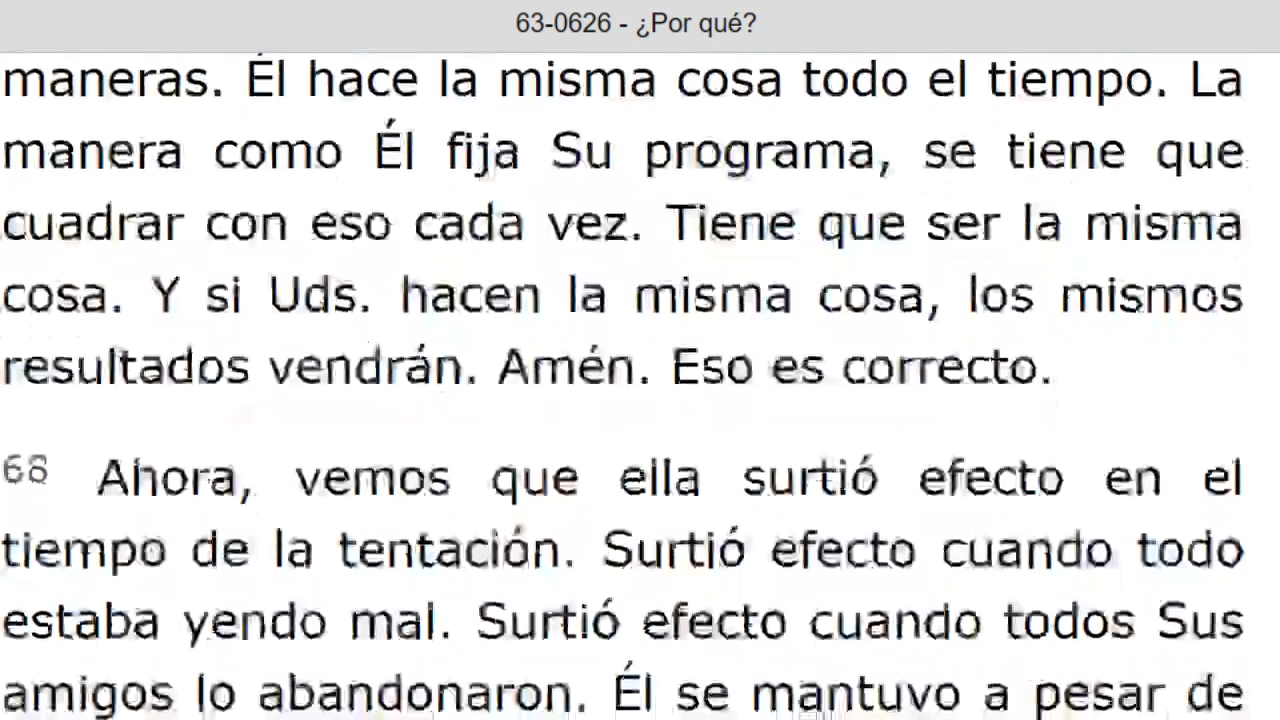 63-0626 - ¿Por qué?
maneras. Él hace la misma cosa todo el tiempo. La
manera como Él fija Su programa, se tiene que
cuadrar con eso cada vez. Tiene que ser la misma
cosa. Y si Uds. hacen la misma cosa, los mismos
resultados vendrán. Amén. Eso es correcto.
68 Ahora, vemos que ella surtió efecto en el
tiempo de la tentación. Surtió efecto cuando todo
estaba yendo mal. Surtió efecto cuando todos Sus
amigos lo abandonaron. Él se mantuvo a pesar de